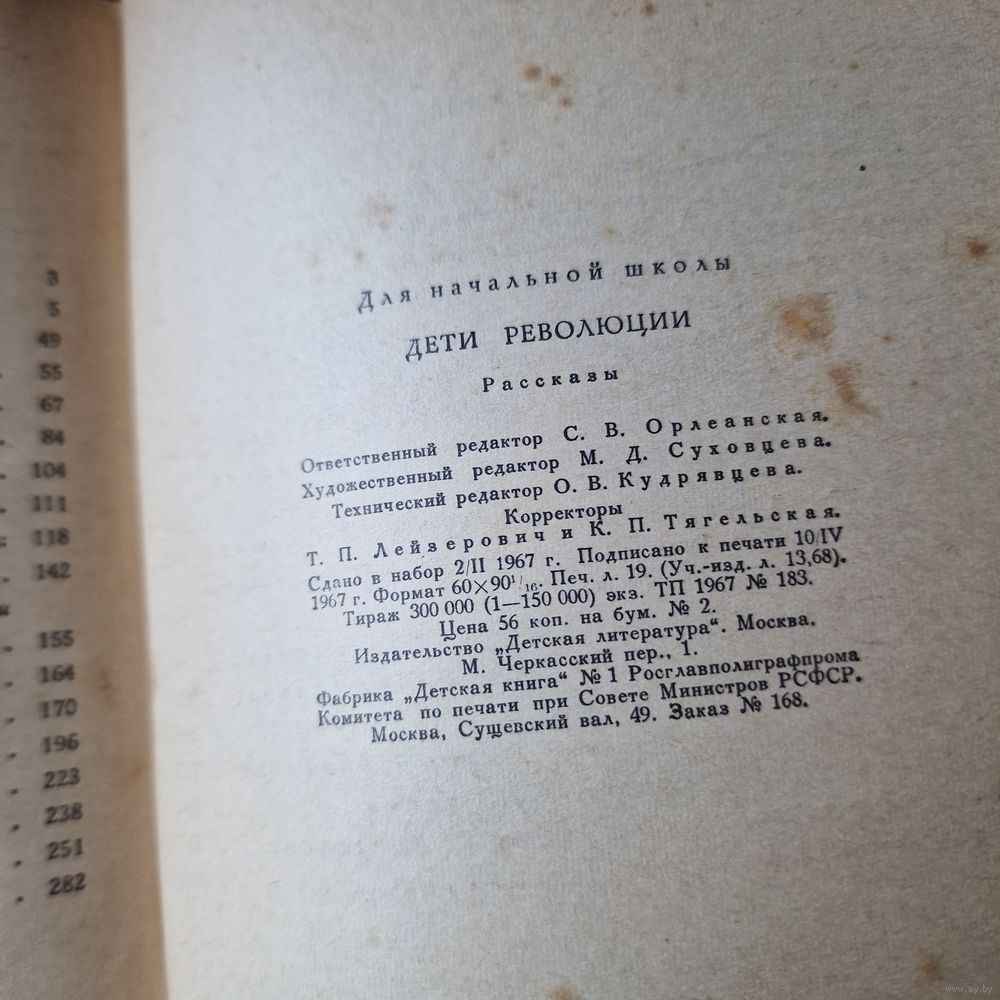 3
5
49
55
67
84
104
111
118
142
155
164
170
196
223
238
251
282
Для начальной школы
ДЕТИ РЕВОЛЮЦИИ
Рассказы
Ответственный редактор С. В. Орлеанская.
Художественный редактор М. Д. Суховцева.
Технический редактор О. В. Кудрявцева.
Корректоры
Т. П. Лейзерович и К. П. Тягельская.
Сдано в набор 2/II 1967 г. Подписано к печати 10/IV
1967 г. Формат 60×90¹/₁₆. Печ. л. 19. (Уч.-изд. л. 13,68).
Тираж 300 000 (1—150 000) экз. ТП 1967 № 183.
Цена 56 коп. на бум. № 2.
Издательство „Детская литература“. Москва,
М. Черкасский пер., 1.
Фабрика „Детская книга“ №1 Росглавполиграфпрома
Комитета по печати при Совете Министров РСФСР.
Москва, Сущевский вал, 49. Заказ № 168.
www.ay.by